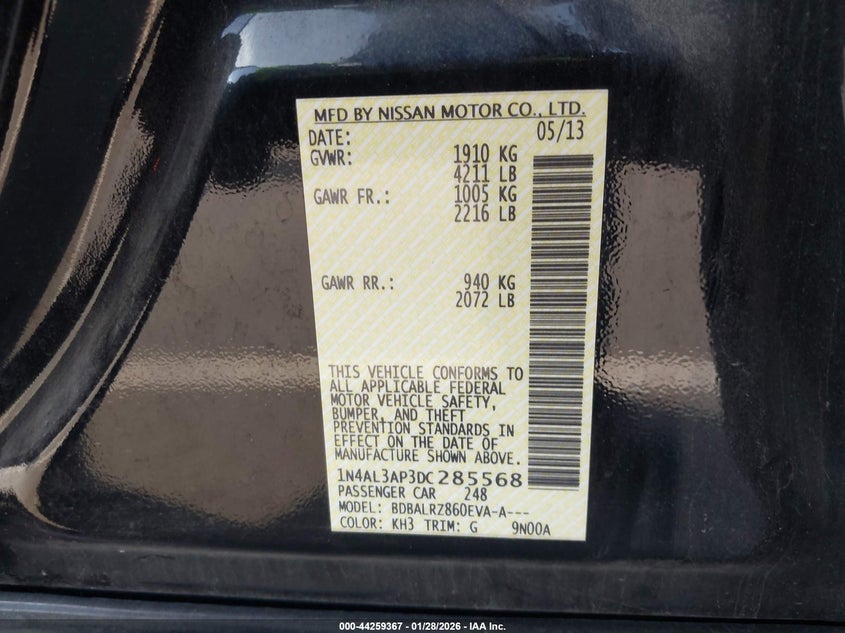 MFD BY NISSAN MOTOR CO., LTD.
DATE: 05/13
GVWR: 1910 KG
4211 LB
GAWR FR.: 1005 KG
2216 LB
GAWR RR.: 940 KG
2072 LB
THIS VEHICLE CONFORMS TO
ALL APPLICABLE FEDERAL
MOTOR VEHICLE SAFETY,
BUMPER, AND THEFT
PREVENTION STANDARDS IN
EFFECT ON THE DATE OF
MANUFACTURE SHOWN ABOVE.
1N4AL3AP3DC285568
PASSENGER CAR 248
MODEL: BDBALRZ860EVA-A---
COLOR: KH3 TRIM: G 9N00A
000-44259367 - 01/28/2026 - IAA Inc.